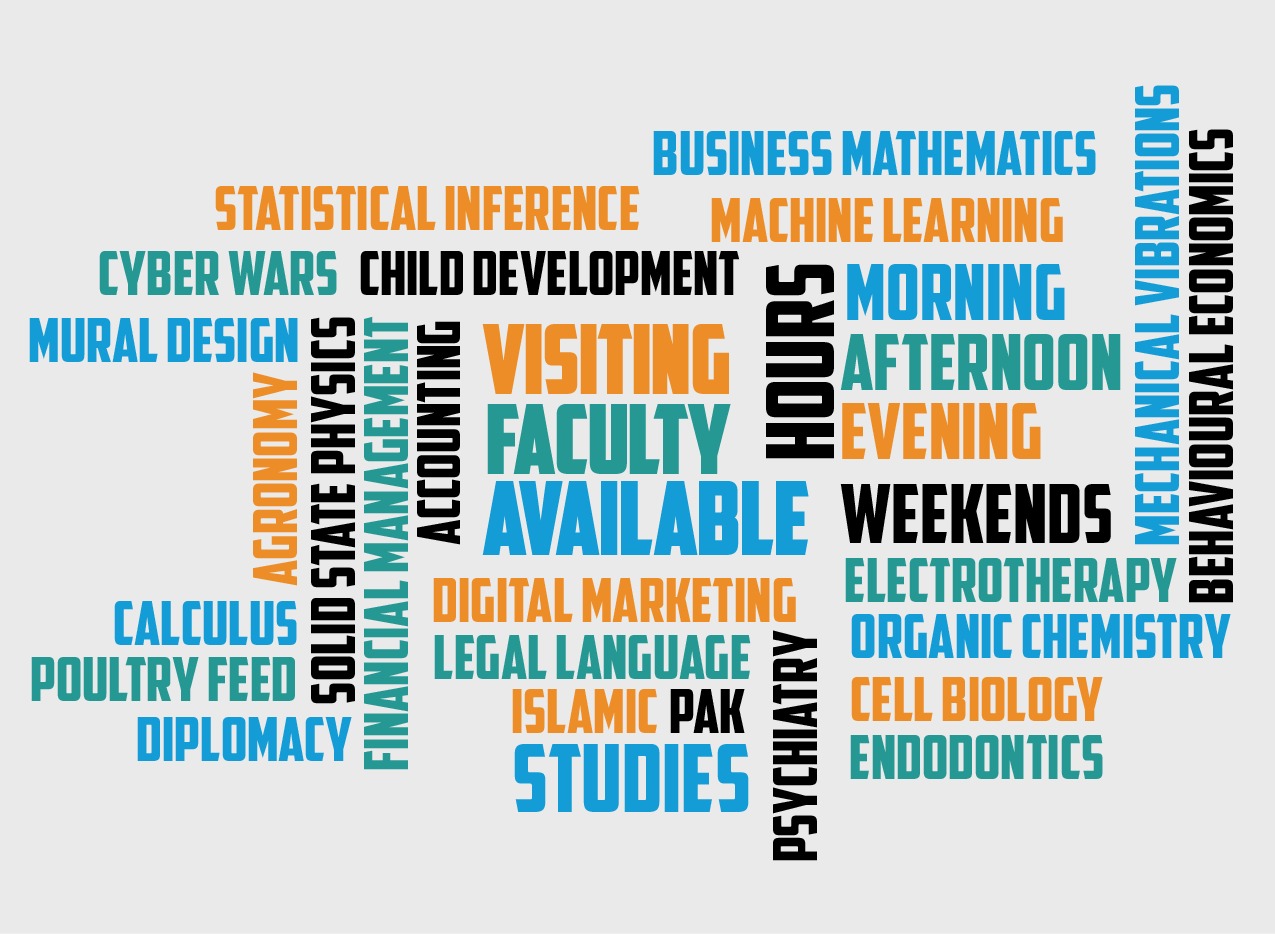 BUSINESS MATHEMATICS
STATISTICAL INFERENCE
MACHINE LEARNING
CYBER WARS
CHILD DEVELOPMENT
MURAL DESIGN
AGRONOMY
SOLID STATE PHYSICS
FINANCIAL MANAGEMENT
ACCOUNTING
VISITING
FACULTY
AVAILABLE
HOURS
MORNING
AFTERNOON
EVENING
WEEKENDS
MECHANICAL VIBRATIONS
BEHAVIOURAL ECONOMICS
CALCULUS
POULTRY FEED
DIPLOMACY
DIGITAL MARKETING
LEGAL LANGUAGE
ISLAMIC PAK
STUDIES
PSYCHIATRY
ELECTROTHERAPY
ORGANIC CHEMISTRY
CELL BIOLOGY
ENDODONTICS